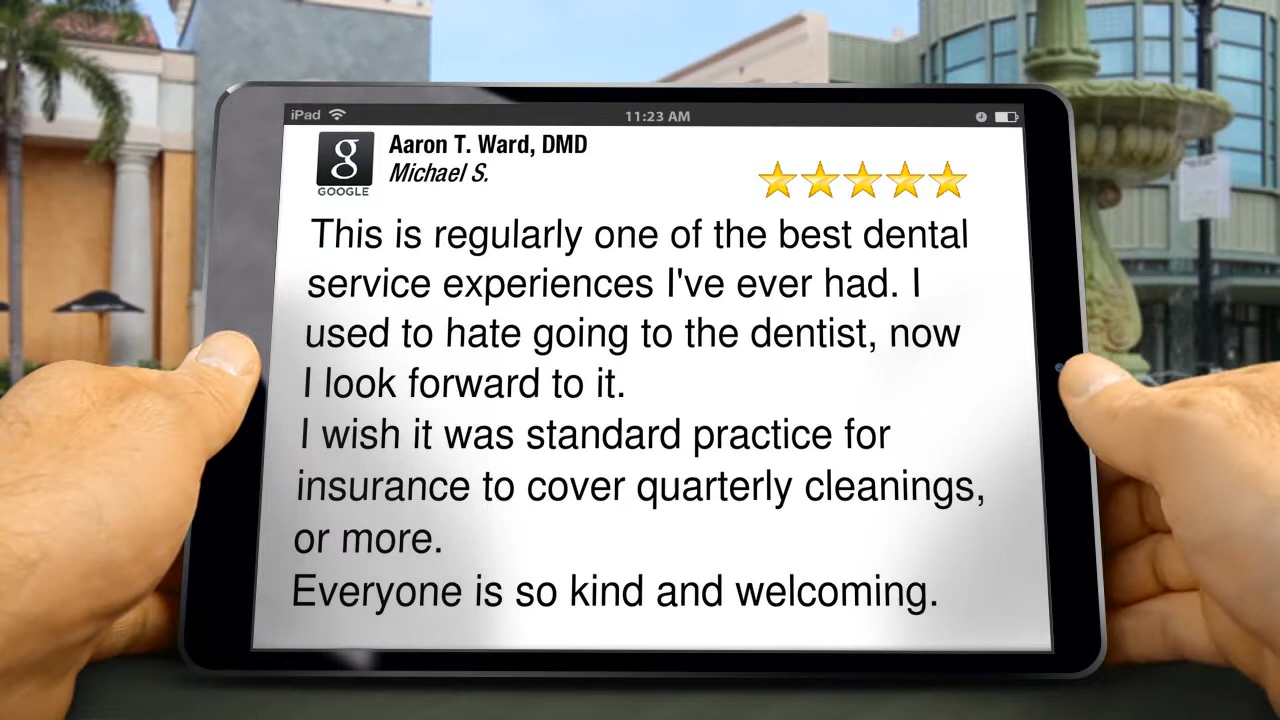 iPad 11:23 AM
g
GOOGLE
Aaron T. Ward, DMD
Michael S.
This is regularly one of the best dental
service experiences I've ever had. I
used to hate going to the dentist, now
I look forward to it.
I wish it was standard practice for
insurance to cover quarterly cleanings,
or more.
Everyone is so kind and welcoming.